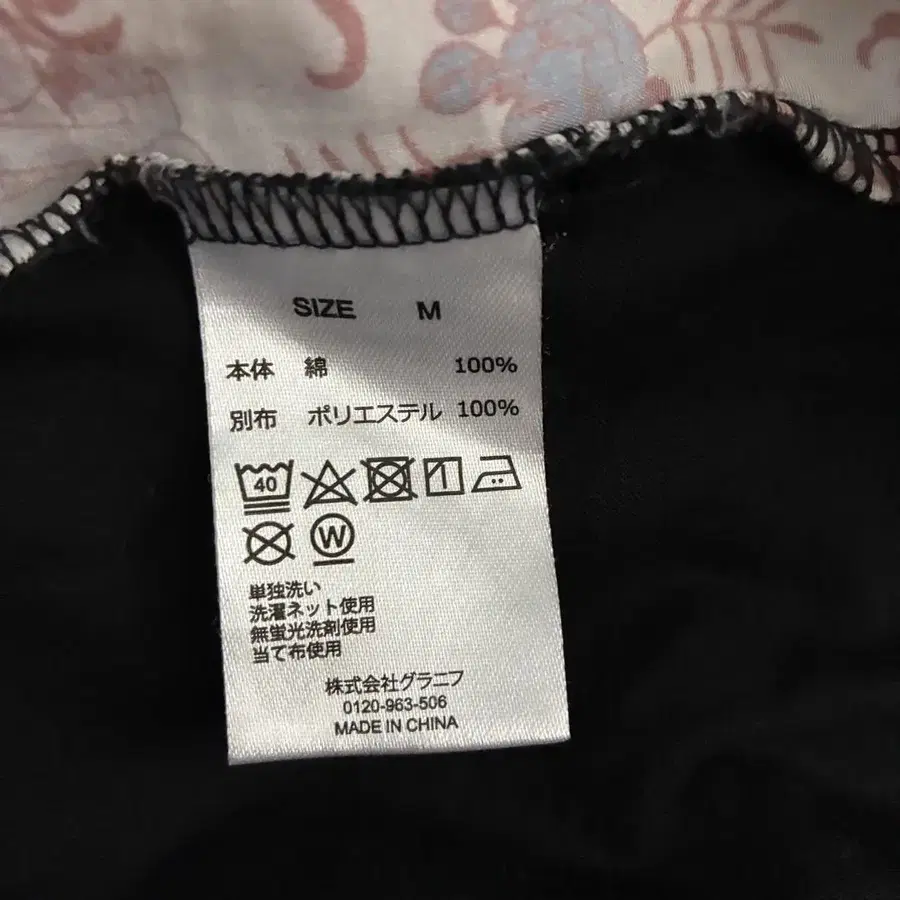 SIZE M
本体 綿 100%
別布 ポリエステル 100%
40
W
単独洗い
洗濯ネット使用
無蛍光洗剤使用
当て布使用
株式会社グラニフ
0120-963-506
MADE IN CHINA